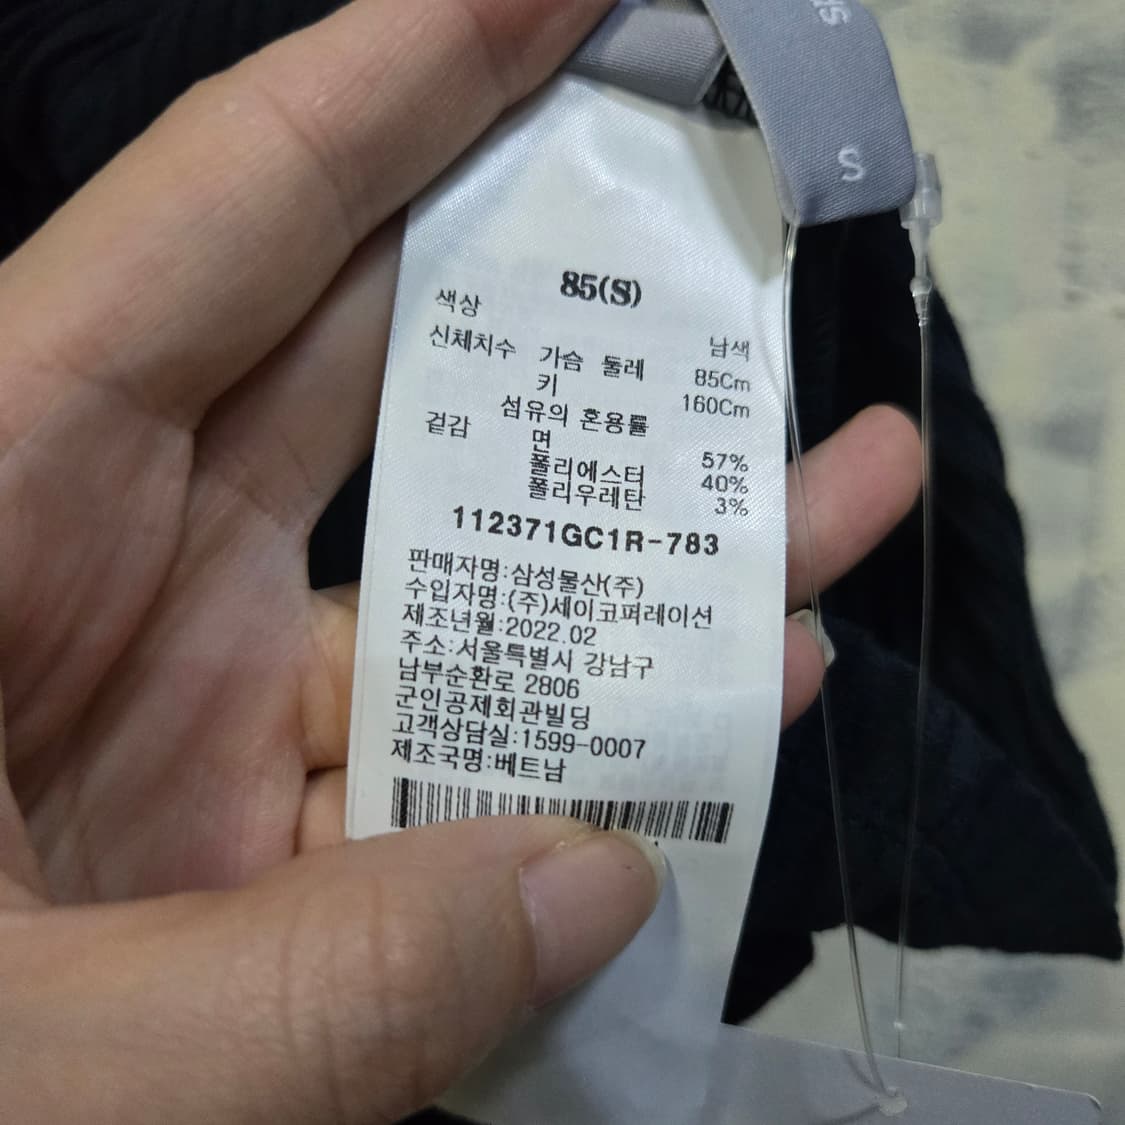 S
85(S)
색상 남색
신체치수 가슴 둘레 85Cm
키 160Cm
섬유의 혼용률
겉감 면 57%
폴리에스터 40%
폴리우레탄 3%
112371GC1R-783
판매자명:삼성물산(주)
수입자명:(주)세이코퍼레이션
제조년월:2022.02
주소:서울특별시 강남구
남부순환로 2806
군인공제회관빌딩
고객상담실:1599-0007
제조국명:베트남